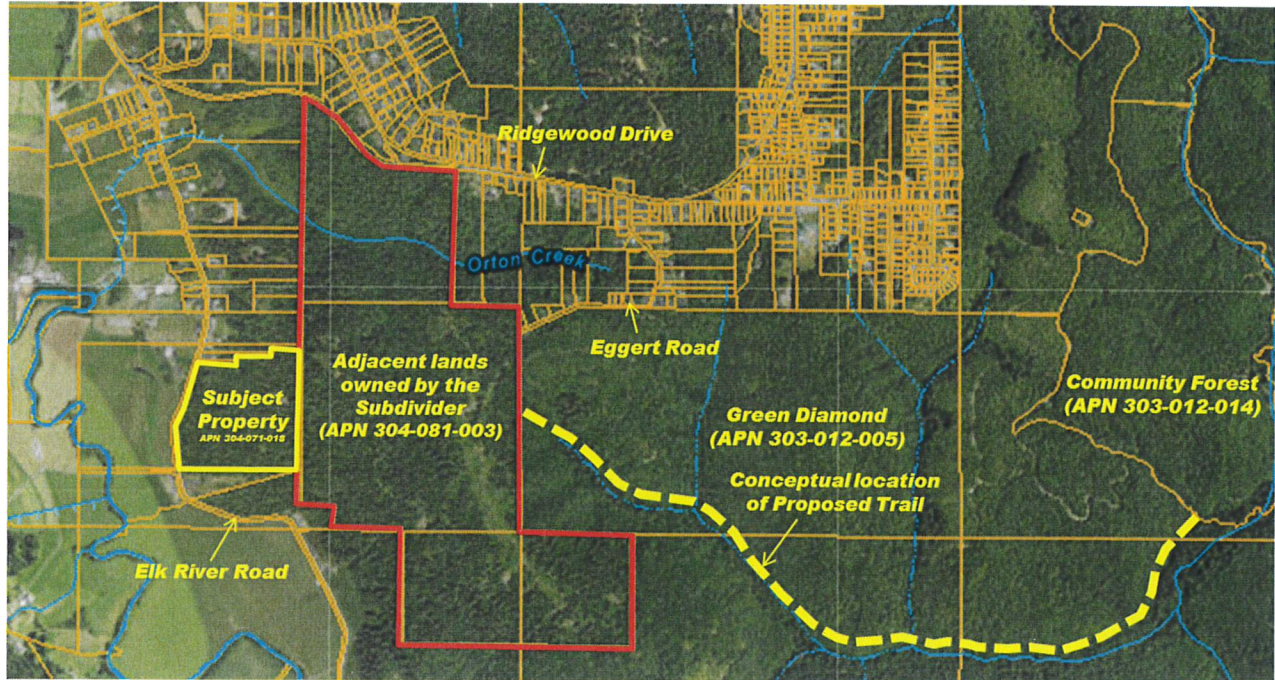 Ridgewood Drive
Orton Creek
Eggert Road
Adjacent lands
owned by the
Subdivider
(APN 304-081-003)
Subject
Property
APN 304-071-018
Green Diamond
(APN 303-012-005)
Community Forest
(APN 303-012-014)
Conceptual location
of Proposed Trail
Elk River Road